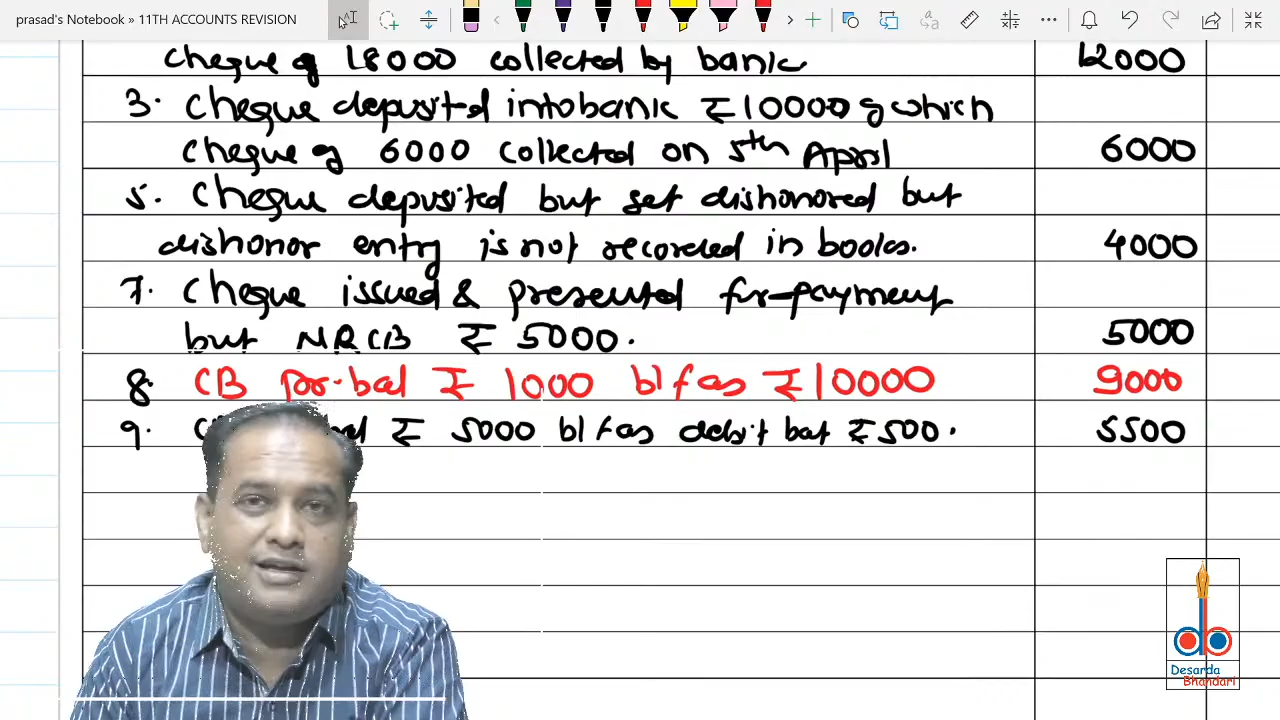 prasad's Notebook » 11TH ACCOUNTS REVISION
cheque of 18000 collected by bank 12000
3. Cheque deposited into bank ₹ 10000 of which
cheque of 6000 collected on 5th April 6000
5. Cheque deposited but get dishonored but
dishonor entry is not recorded in books. 4000
7. Cheque issued & presented for payment
but NRCB ₹ 5000. 5000
8. CB Dr. bal ₹ 1000 b/f as ₹ 10000 9000
9. ₹ 5000 b/f as debit bal ₹ 500. 5500
Desarda
Bhandari